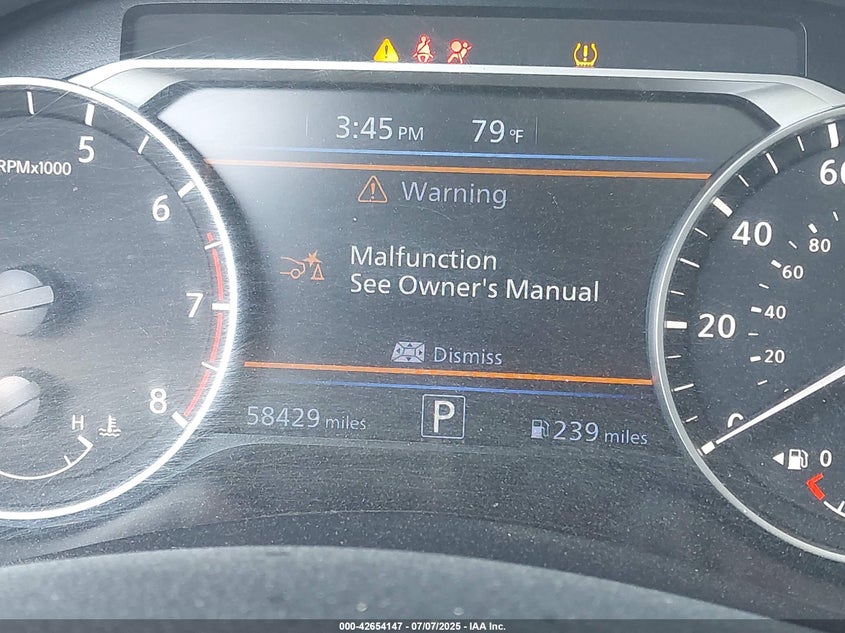 3:45 PM 79 °F
5
RPMx1000
Warning
6
60
40
80
Malfunction
60
See Owner's Manual
7
40
20
Dismiss
20
8
0
H
58429 miles
P
239 miles
0
000-42654147 - 07/07/2025 - IAA Inc.